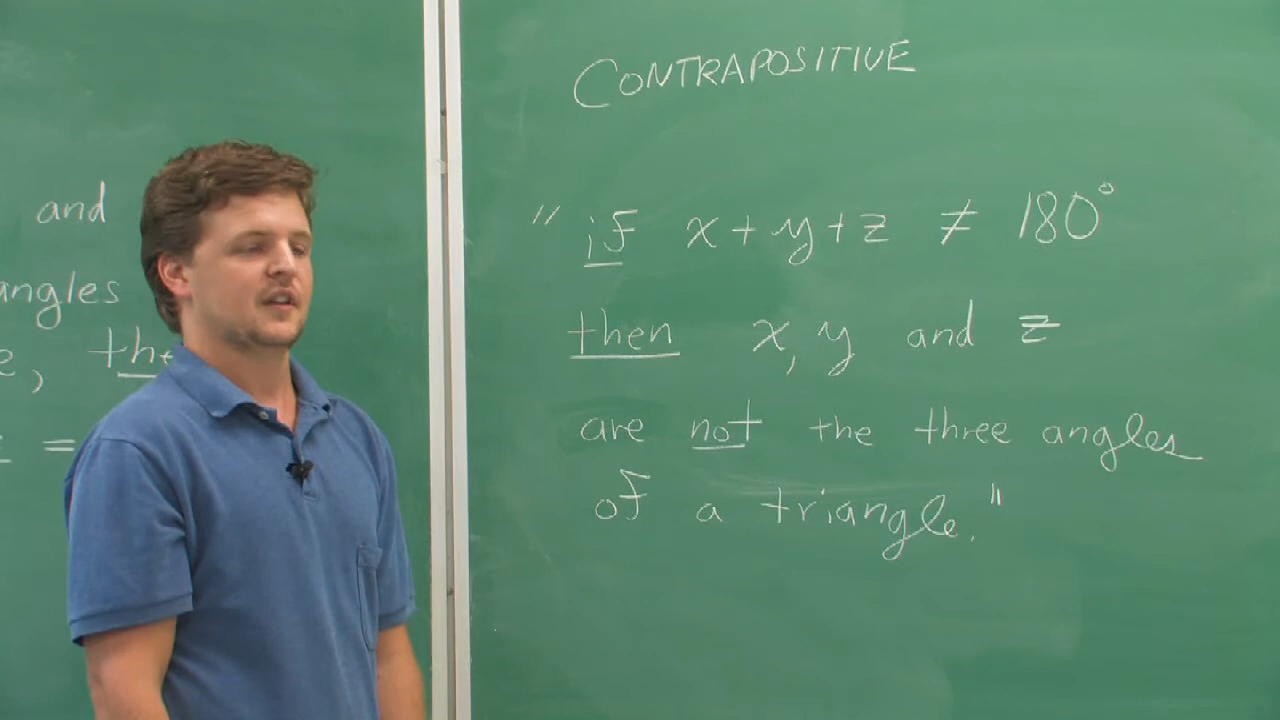 and
angles
the
=
CONTRAPOSITIVE
"if x+y+z ≠ 180°
then x, y and z
are not the three angles
of a triangle."